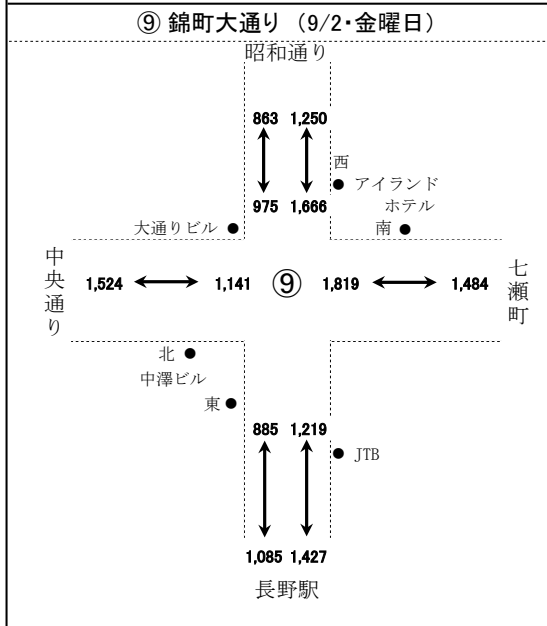 ⑨ 錦町大通り (9/2・金曜日)
昭和通り
863 1,250
西
アイランド
975 1,666 ホテル
大通りビル 南
中央通り
1,524 1,141 ⑨ 1,819 1,484
七瀬町
北
中澤ビル
東
885 1,219
JTB
1,085 1,427
長野駅